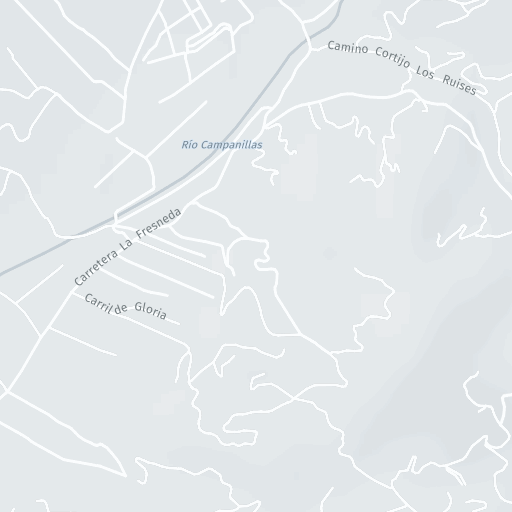 Camino Cortijo Los Ruises
Río Campanillas
Carretera La Fresneda
Carril de Gloria